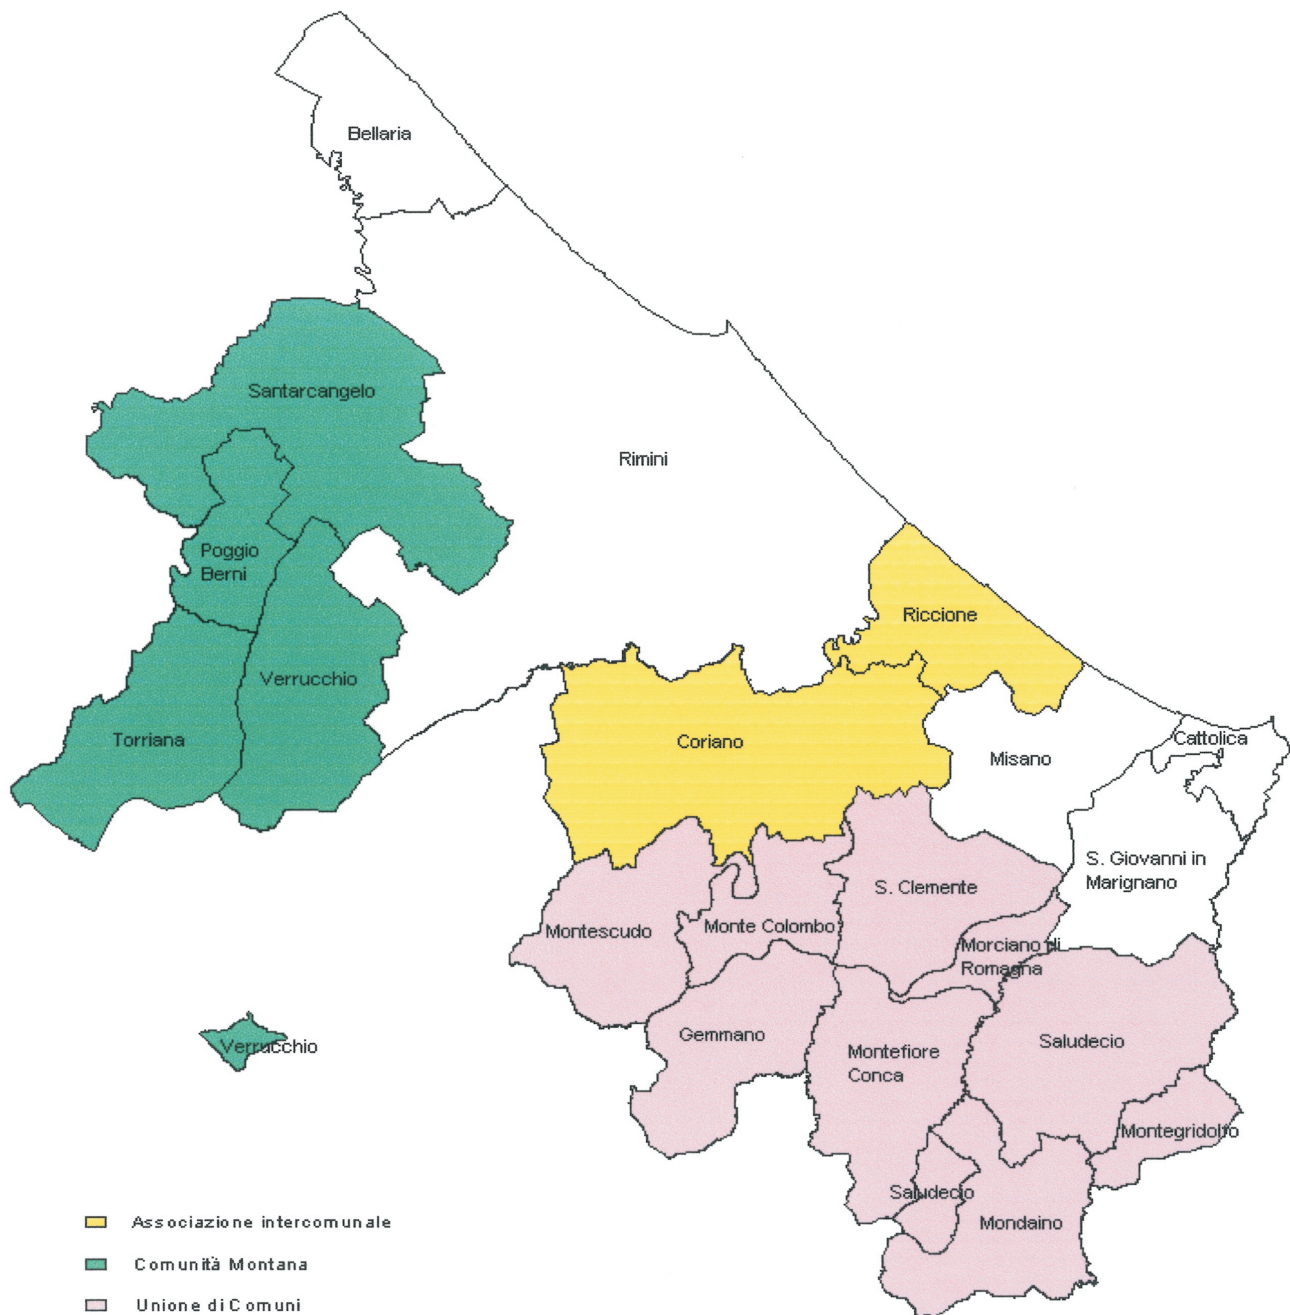 Bellaria
Santarcangelo
Rimini
Poggio
Berni
Riccione
Verrucchio
Torriana
Coriano
Cattolica
Misano
S. Giovanni in
Marignano
S. Clemente
Montescudo
Monte Colombo
Morciano di
Romagna
Gemmano
Saludecio
Verrucchio
Montefiore
Conca
Montegridolfo
Saludecio
Mondaino
Associazione intercomunale
Comunità Montana
Unione di Comuni